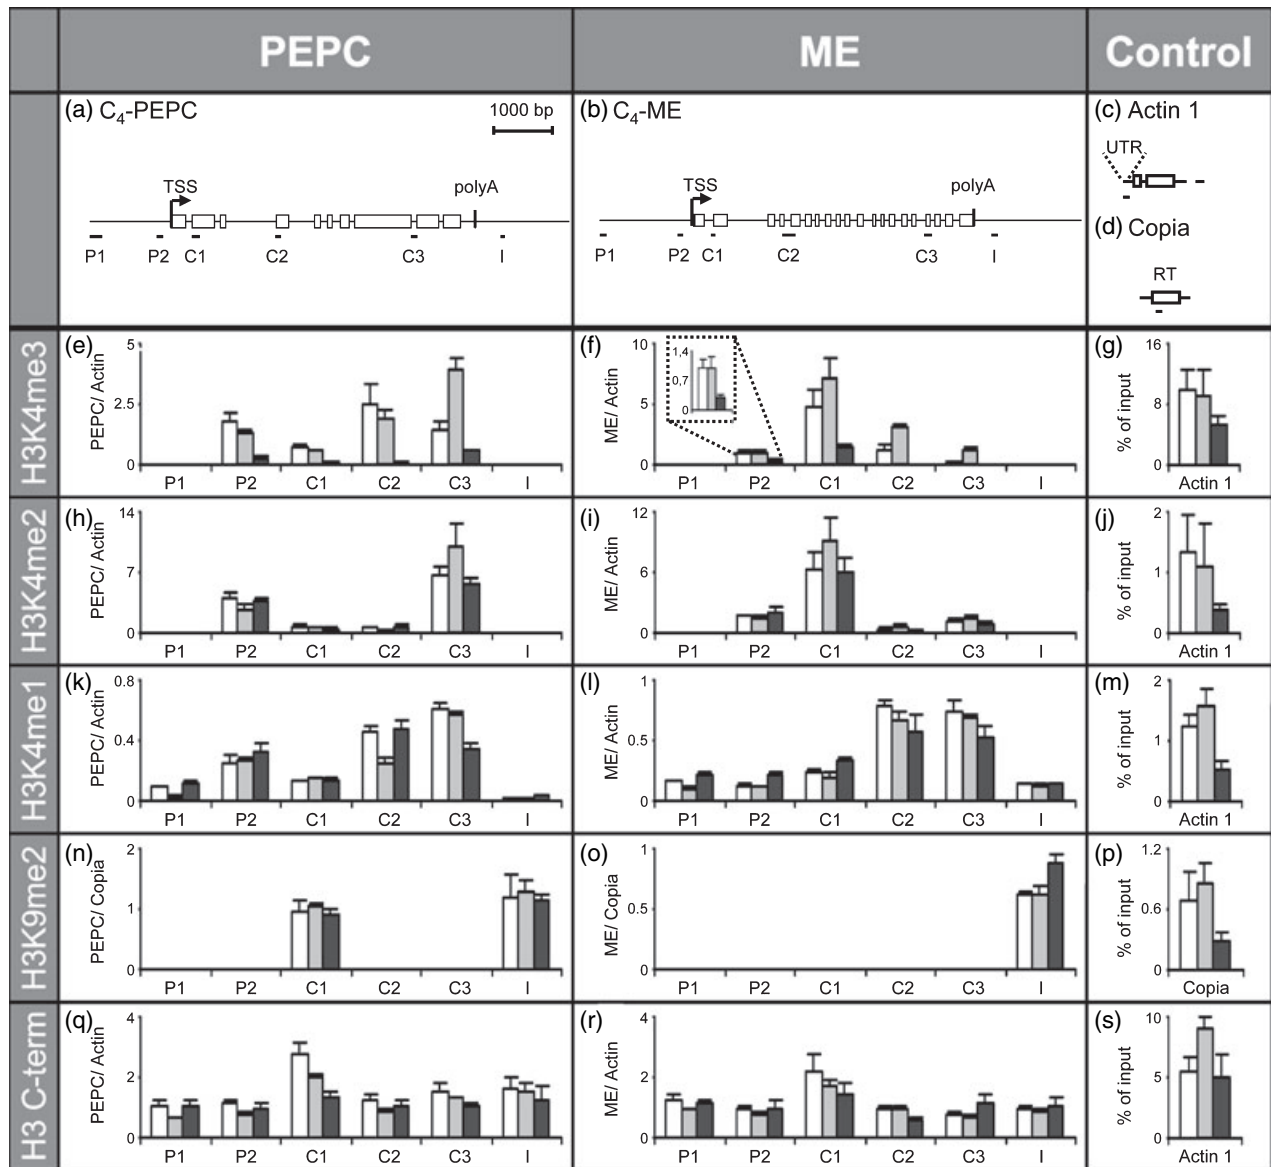 PEPC ME Control
(a) C4-PEPC 1000 bp
TSS polyA
P1 P2 C1 C2 C3 I
(b) C4-ME
TSS polyA
P1 P2 C1 C2 C3 I
(c) Actin 1
UTR
(d) Copia
RT
H3K4me3
(e) PEPC/ Actin
5
2.5
0
P1 P2 C1 C2 C3 I
(f) ME/ Actin
10
5
0
1,4
0,7
0
P1 P2 C1 C2 C3 I
(g) % of input
16
8
0
Actin 1
H3K4me2
(h) PEPC/ Actin
14
7
0
P1 P2 C1 C2 C3 I
(i) ME/ Actin
12
6
0
P1 P2 C1 C2 C3 I
(j) % of input
2
1
0
Actin 1
H3K4me1
(k) PEPC/ Actin
0.8
0.4
0
P1 P2 C1 C2 C3 I
(l) ME/ Actin
1
0.5
0
P1 P2 C1 C2 C3 I
(m) % of input
2
1
0
Actin 1
H3K9me2
(n) PEPC/ Copia
2
1
0
P1 P2 C1 C2 C3 I
(o) ME/ Copia
1
0.5
0
P1 P2 C1 C2 C3 I
(p) % of input
1.2
0.6
0
Copia
H3 C-term
(q) PEPC/ Actin
4
2
0
P1 P2 C1 C2 C3 I
(r) ME/ Actin
4
2
0
P1 P2 C1 C2 C3 I
(s) % of input
10
5
0
Actin 1